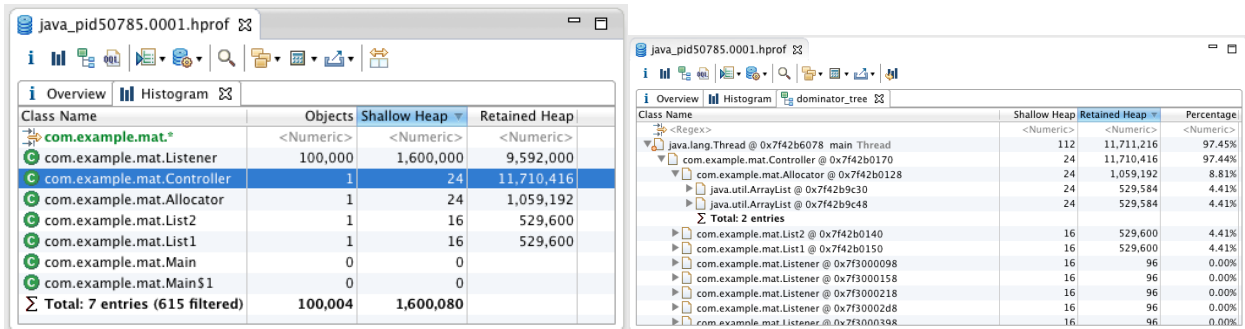 java_pid50785.0001.hprof
i OQL
i Overview Histogram
Class Name Objects Shallow Heap Retained Heap
com.example.mat.* <Numeric> <Numeric> <Numeric>
com.example.mat.Listener 100,000 1,600,000 9,592,000
com.example.mat.Controller 1 24 11,710,416
com.example.mat.Allocator 1 24 1,059,192
com.example.mat.List2 1 16 529,600
com.example.mat.List1 1 16 529,600
com.example.mat.Main 0 0
com.example.mat.Main$1 0 0
Σ Total: 7 entries (615 filtered) 100,004 1,600,080
java_pid50785.0001.hprof
i OQL
i Overview Histogram dominator_tree
Class Name Shallow Heap Retained Heap Percentage
<Regex> <Numeric> <Numeric> <Numeric>
java.lang.Thread @ 0x7f42b6078 main Thread 112 11,711,216 97.45%
com.example.mat.Controller @ 0x7f42b0170 24 11,710,416 97.44%
com.example.mat.Allocator @ 0x7f42b0128 24 1,059,192 8.81%
java.util.ArrayList @ 0x7f42b9c30 24 529,584 4.41%
java.util.ArrayList @ 0x7f42b9c48 24 529,584 4.41%
Σ Total: 2 entries
com.example.mat.List2 @ 0x7f42b0140 16 529,600 4.41%
com.example.mat.List1 @ 0x7f42b0150 16 529,600 4.41%
com.example.mat.Listener @ 0x7f3000098 16 96 0.00%
com.example.mat.Listener @ 0x7f3000158 16 96 0.00%
com.example.mat.Listener @ 0x7f3000218 16 96 0.00%
com.example.mat.Listener @ 0x7f30002d8 16 96 0.00%
com.example.mat.Listener @ 0x7f3000398 16 96 0.00%